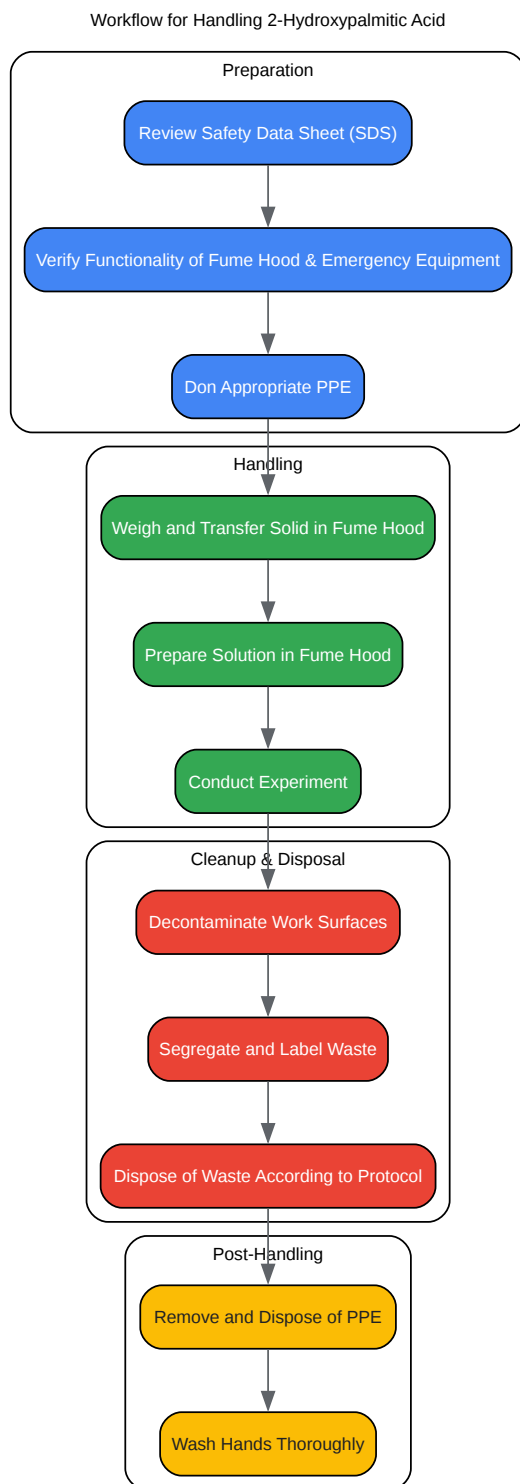 Workflow for Handling 2-Hydroxypalmitic Acid
Preparation
Review Safety Data Sheet (SDS)
Verify Functionality of Fume Hood & Emergency Equipment
Don Appropriate PPE
Handling
Weigh and Transfer Solid in Fume Hood
Prepare Solution in Fume Hood
Conduct Experiment
Cleanup & Disposal
Decontaminate Work Surfaces
Segregate and Label Waste
Dispose of Waste According to Protocol
Post-Handling
Remove and Dispose of PPE
Wash Hands Thoroughly